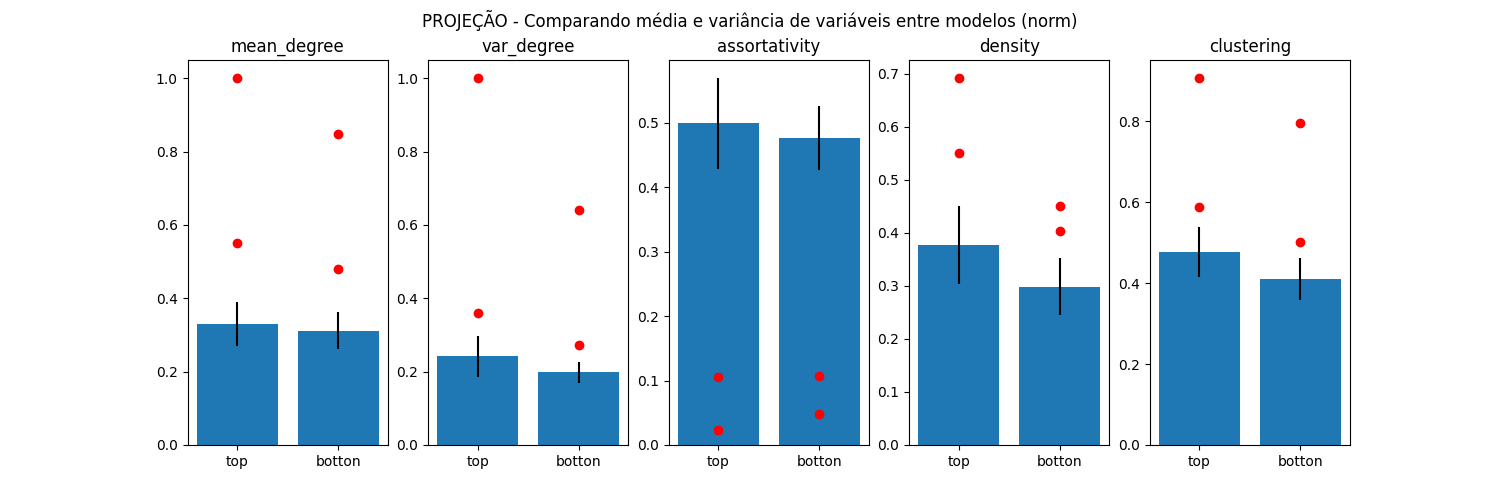 PROJEÇÃO - Comparando média e variância de variáveis entre modelos (norm)
mean_degree
var_degree
assortativity
density
clustering
1.0
0.8
0.6
0.4
0.2
0.0
top
botton
1.0
0.8
0.6
0.4
0.2
0.0
top
botton
0.5
0.4
0.3
0.2
0.1
0.0
top
botton
0.7
0.6
0.5
0.4
0.3
0.2
0.1
0.0
top
botton
0.8
0.6
0.4
0.2
0.0
top
botton